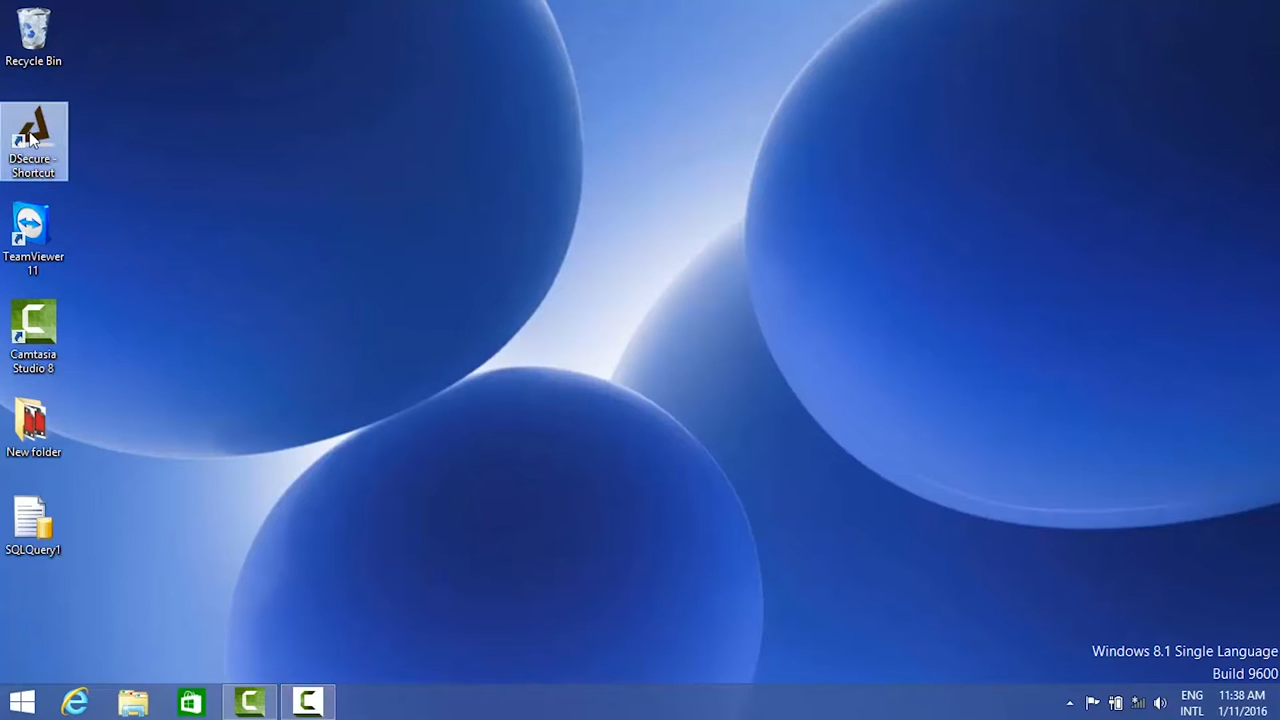 Recycle Bin
DSecure -
Shortcut
TeamViewer
11
Camtasia
Studio 8
New folder
SQLQuery1
Windows 8.1 Single Language
Build 9600
ENG
INTL
11:38 AM
1/11/2016